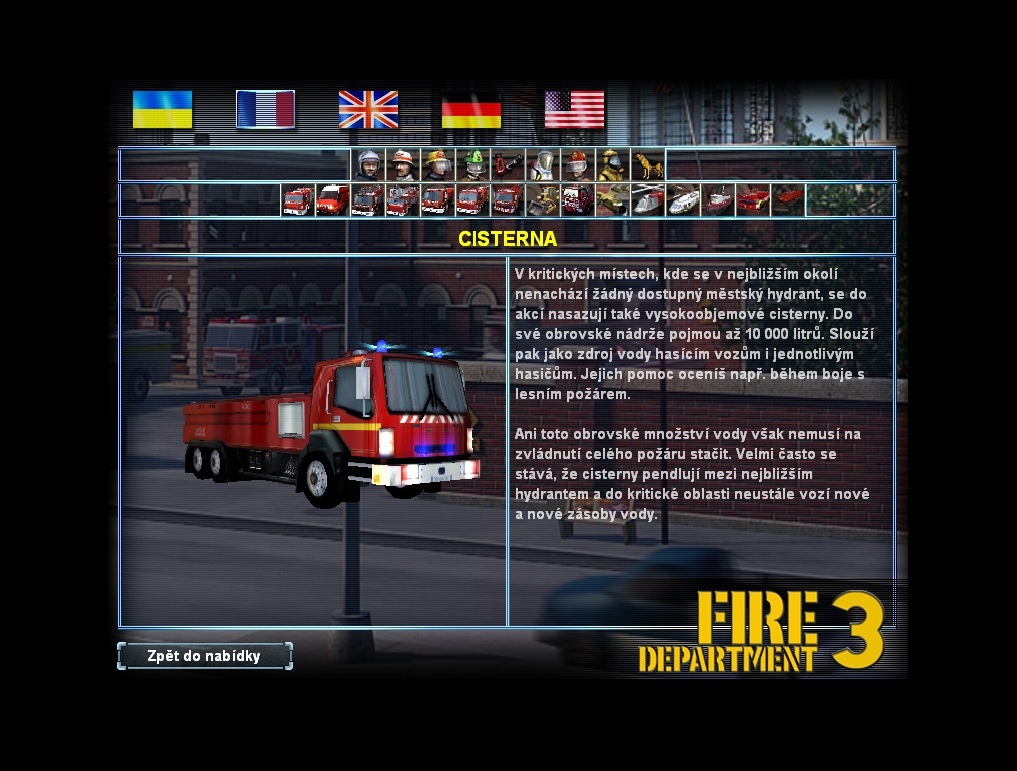 CISTERNA
V kritických místech, kde se v nejbližším okolí
nenachází žádný dostupný městský hydrant, se do
akcí nasazují také vysokoobjemové cisterny. Do
své obrovské nádrže pojmou až 10 000 litrů. Slouží
pak jako zdroj vody hasícím vozům i jednotlivým
hasičům. Jejich pomoc oceníš např. během boje s
lesním požárem.
Ani toto obrovské množství vody však nemusí na
zvládnutí celého požáru stačit. Velmi často se
stává, že cisterny pendlují mezi nejbližším
hydrantem a do kritické oblasti neustále vozí nové
a nové zásoby vody.
FIRE
DEPARTMENT 3
Zpět do nabídky